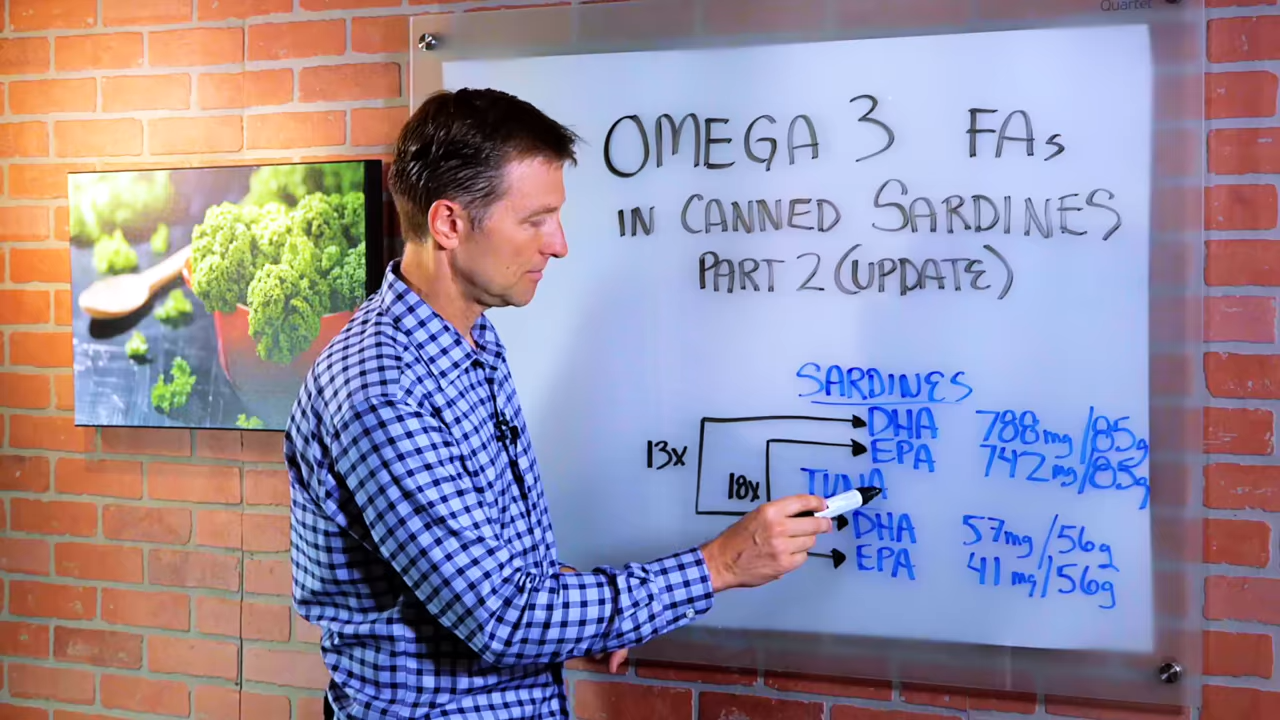 Quartet
OMEGA 3 FAs
IN CANNED SARDINES
PART 2 (UPDATE)
SARDINES
DHA 788mg/85g
13x EPA 742mg/85g
TUNA
18x
DHA 57mg/56g
EPA 41mg/56g